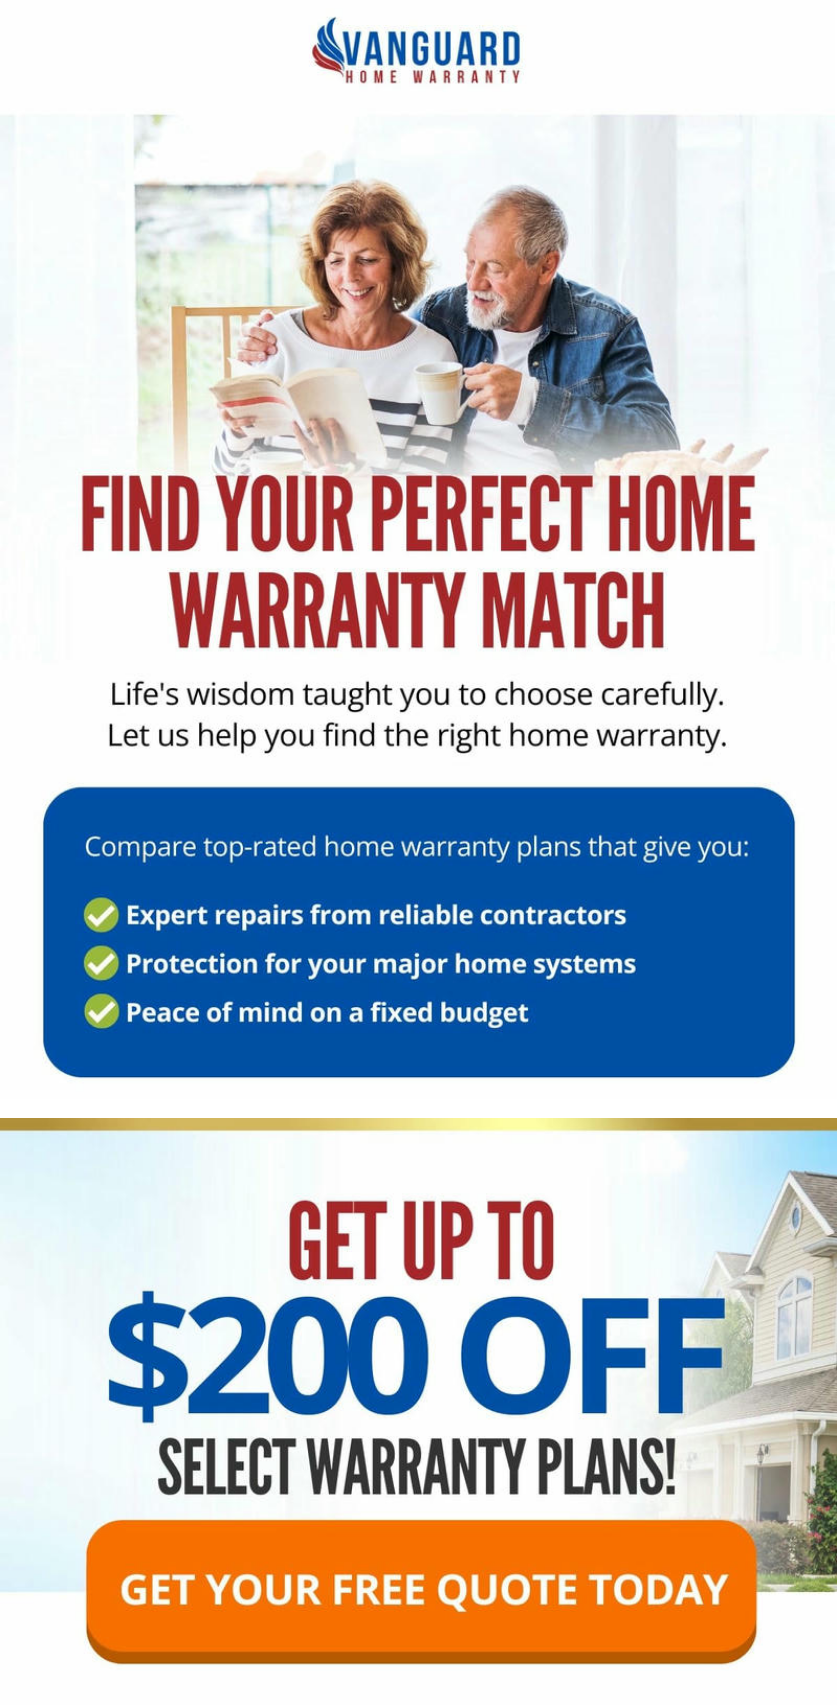 VANGUARD
HOME WARRANTY
FIND YOUR PERFECT HOME
WARRANTY MATCH
Life's wisdom taught you to choose carefully.
Let us help you find the right home warranty.
Compare top-rated home warranty plans that give you:
Expert repairs from reliable contractors
Protection for your major home systems
Peace of mind on a fixed budget
GET UP TO
$200 OFF
SELECT WARRANTY PLANS!
GET YOUR FREE QUOTE TODAY